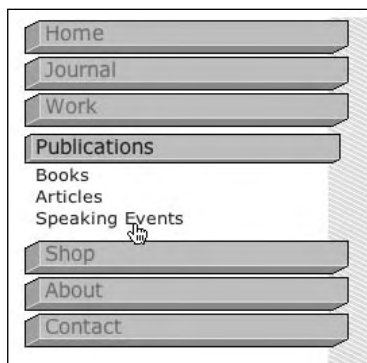 Home
Journal
Work
Publications
Books
Articles
Speaking Events
Shop
About
Contact